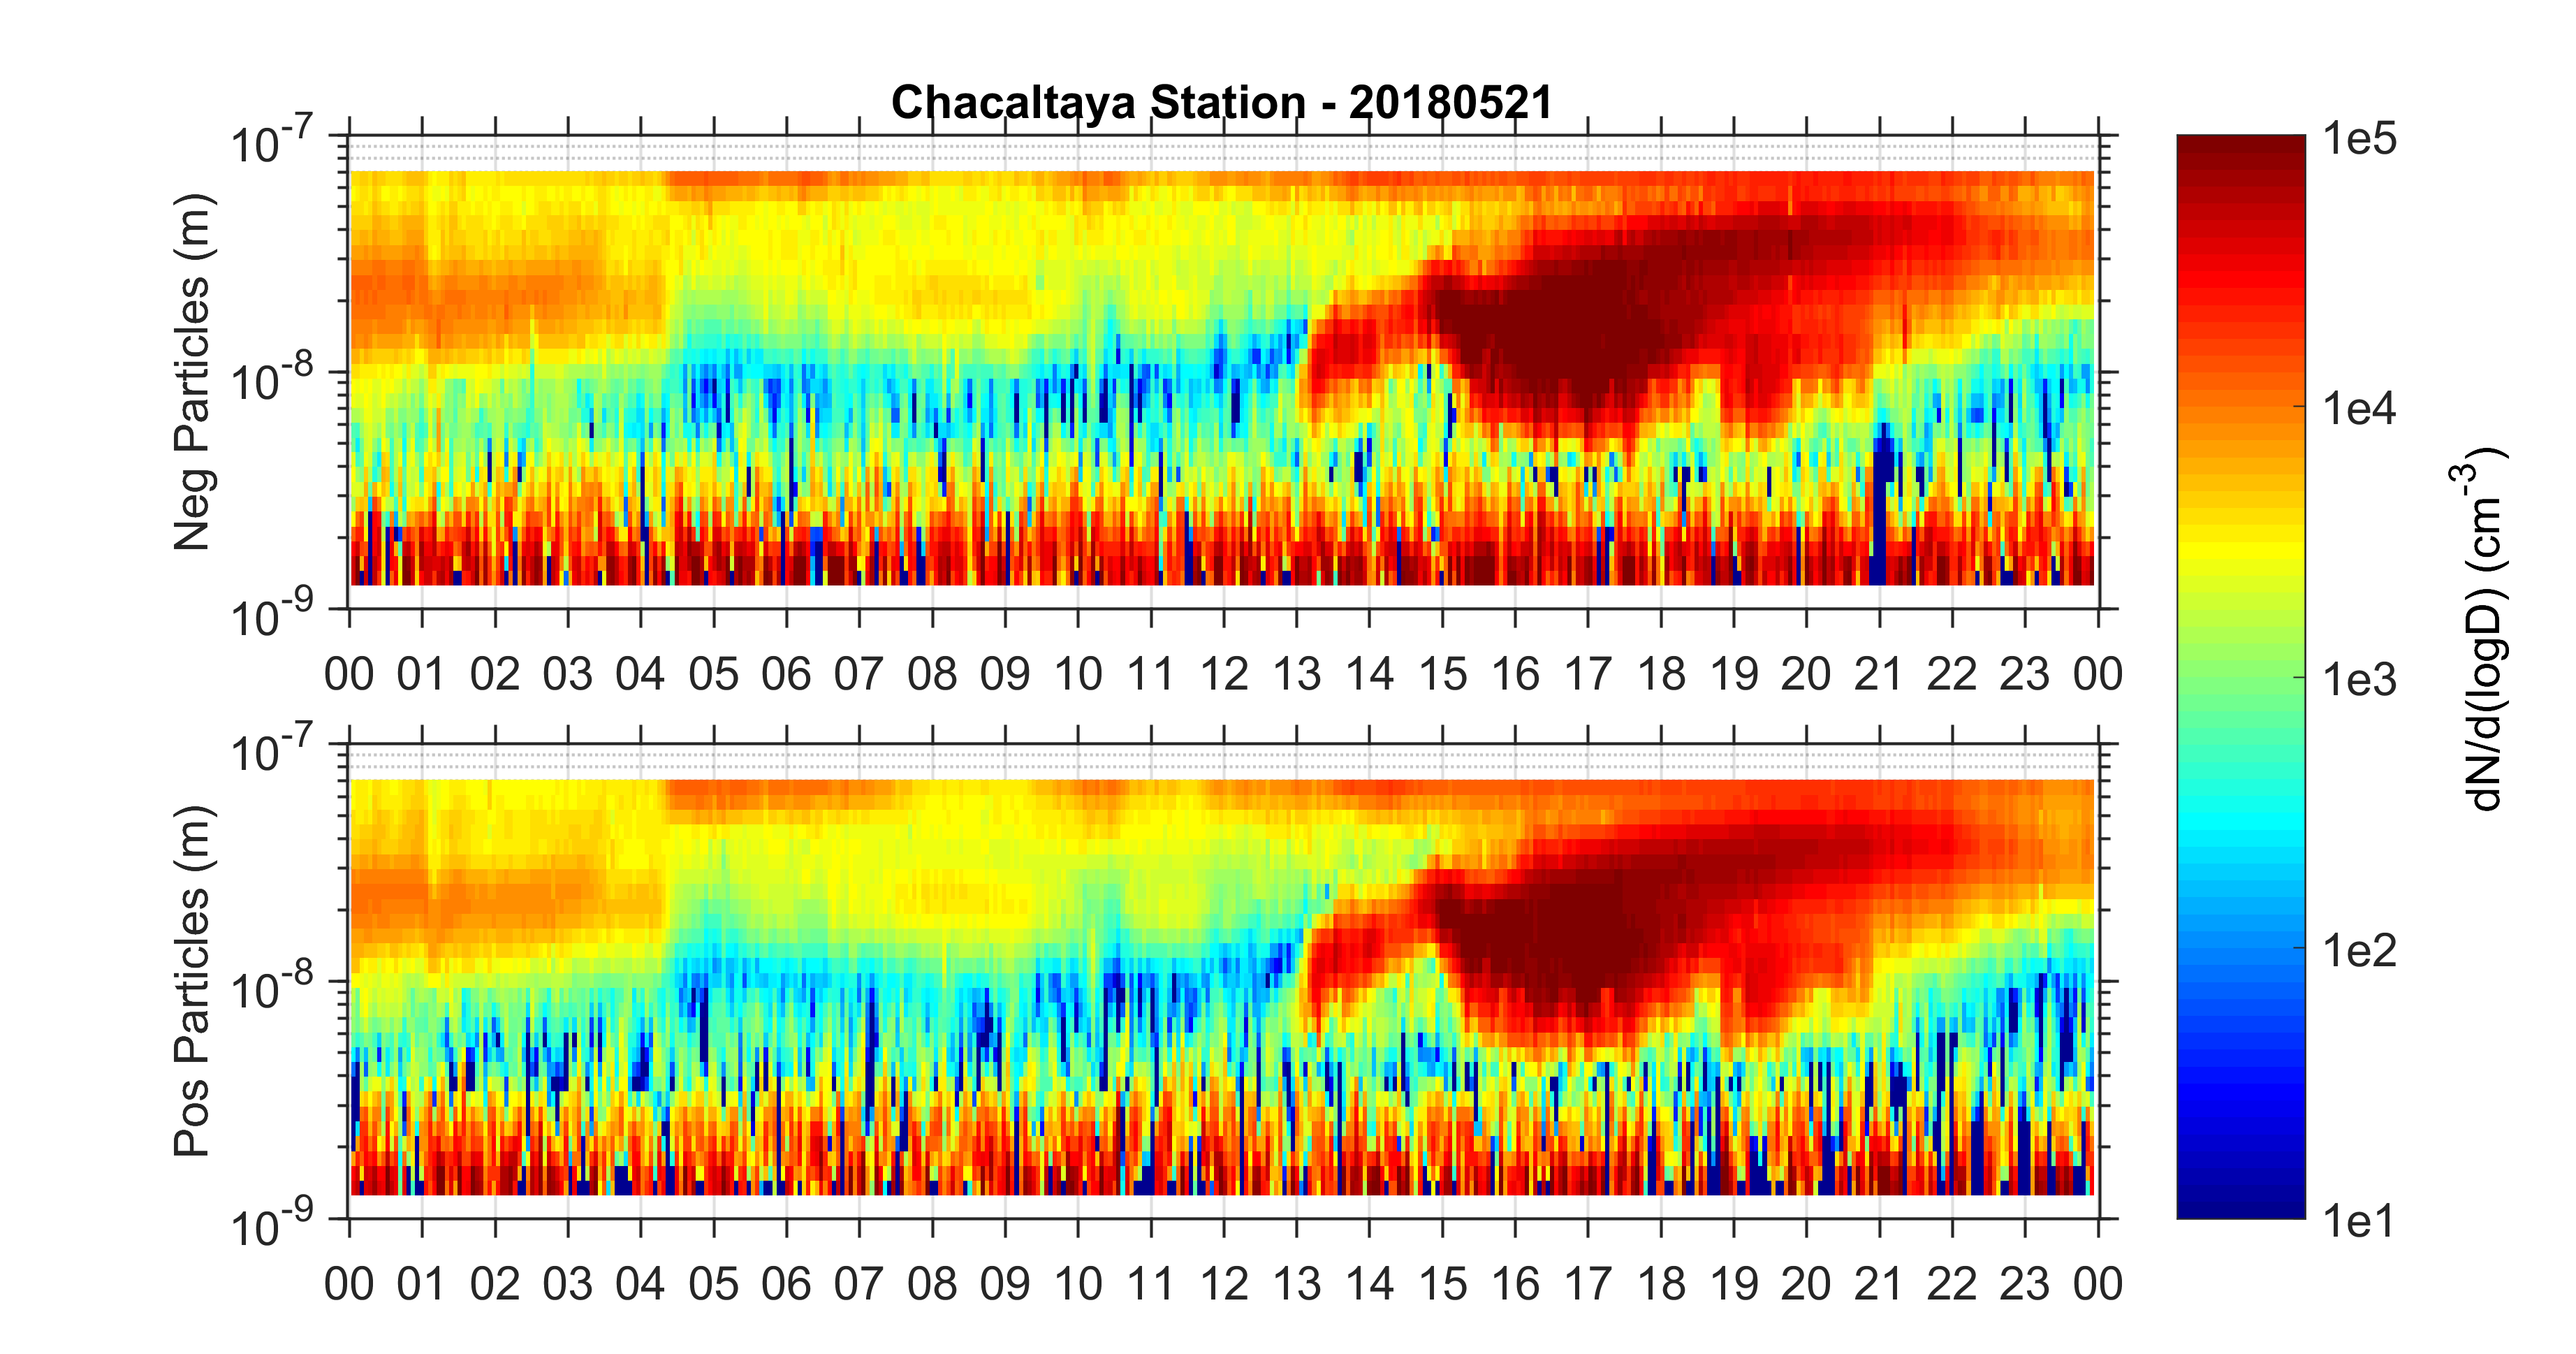 Chacaltaya Station - 20180521
Neg Particles (m)
10-7
10-8
10-9
00 01 02 03 04 05 06 07 08 09 10 11 12 13 14 15 16 17 18 19 20 21 22 23 00
Pos Particles (m)
10-7
10-8
10-9
00 01 02 03 04 05 06 07 08 09 10 11 12 13 14 15 16 17 18 19 20 21 22 23 00
1e5
1e4
1e3
1e2
1e1
dN/d(logD) (cm-3)